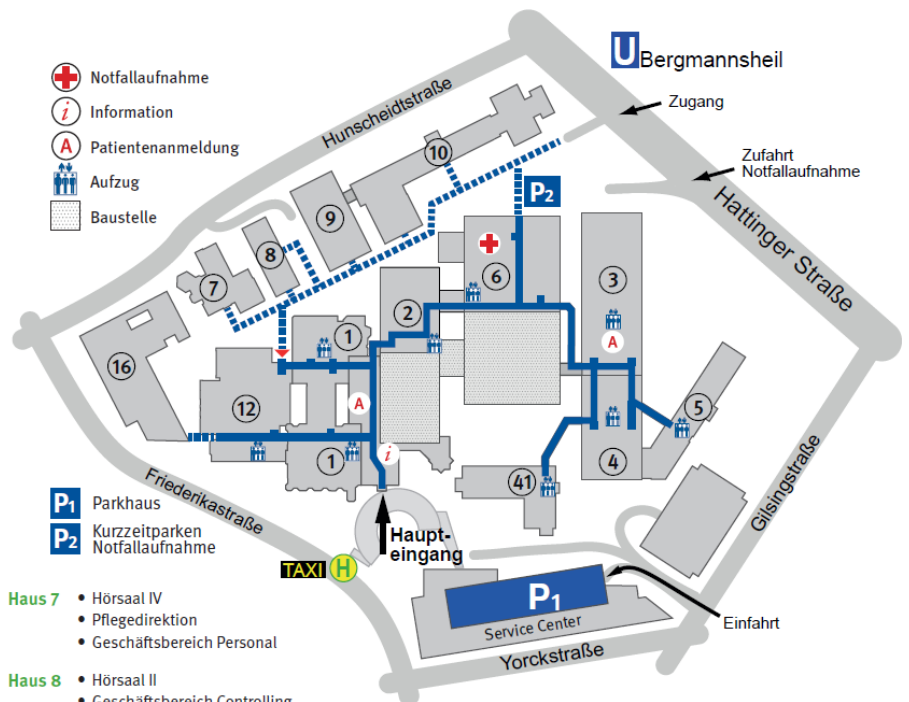 U Bergmannsheil
Zugang
Zufahrt
Notfallaufnahme
Notfallaufnahme
i Information
A Patientenanmeldung
Aufzug
Baustelle
Hunscheidtstraße
Hattinger Straße
10
P2
9
8
7
6
3
2
1
A
16
12
A
5
1
i
4
41
Friederikastraße
Gilsingstraße
P1 Parkhaus
P2 Kurzzeitparken
Notfallaufnahme
Haupt-
eingang
TAXI H
P1
Service Center
Einfahrt
Yorckstraße
Haus 7 • Hörsaal IV
• Pflegedirektion
• Geschäftsbereich Personal
Haus 8 • Hörsaal II
• Geschäftsbereich Controlling